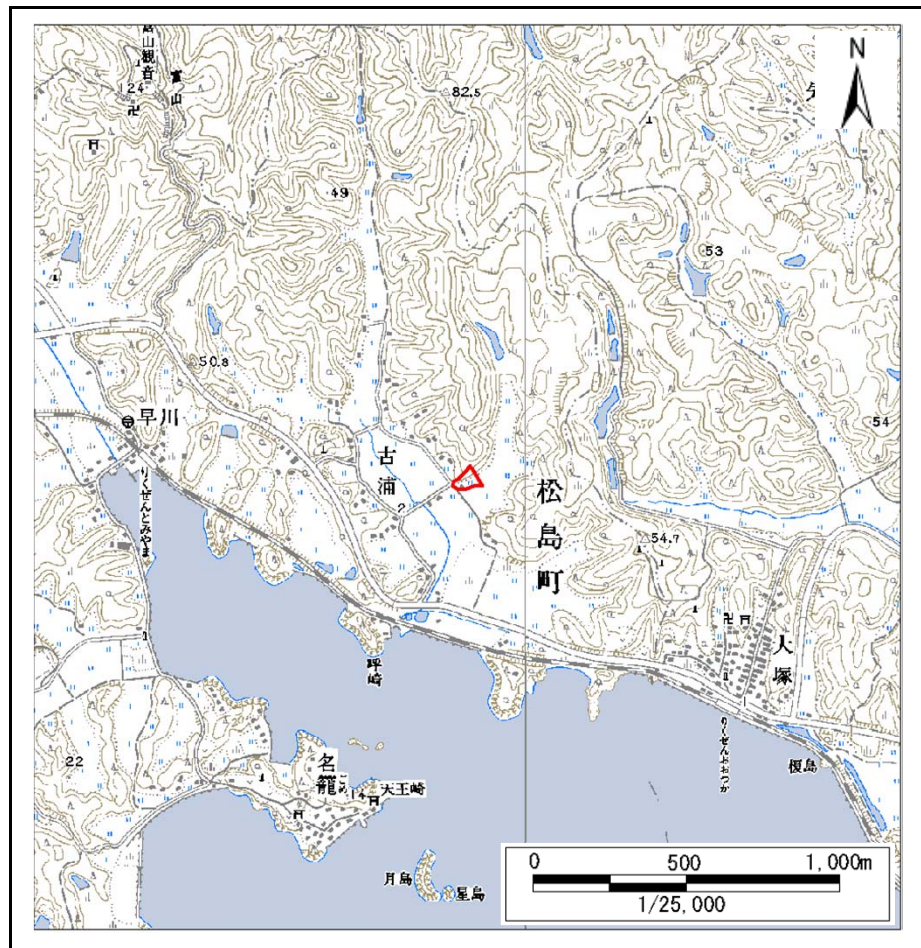 富山観音
富山
24
82.5
49
N
53
50.8
早川
りくぜんとみやま
1
古浦
2
松島町
54
54.7
大塚
坪崎
りくぜんおおつか
榎島
22
名籠
天王崎
月島
星島
0 500 1,000m
1/25,000